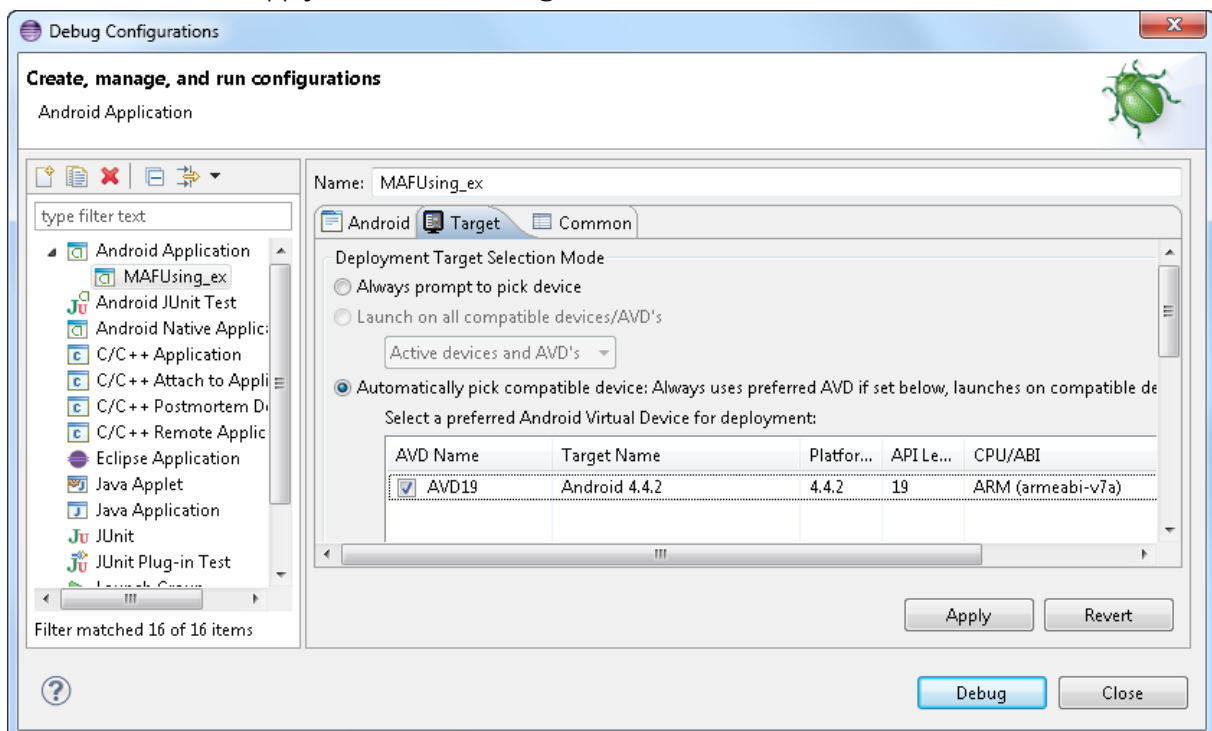 Debug Configurations
Create, manage, and run configurations
Android Application
type filter text
Android Application
MAFUsing_ex
Android JUnit Test
Android Native Applic
C/C++ Application
C/C++ Attach to Appli
C/C++ Postmortem D
C/C++ Remote Applic
Eclipse Application
Java Applet
Java Application
JUnit
JUnit Plug-in Test
Filter matched 16 of 16 items
Name: MAFUsing_ex
Android Target Common
Deployment Target Selection Mode
Always prompt to pick device
Launch on all compatible devices/AVD's
Active devices and AVD's
Automatically pick compatible device: Always uses preferred AVD if set below, launches on compatible de
Select a preferred Android Virtual Device for deployment:
AVD Name Target Name Platfor... API Le... CPU/ABI
AVD19 Android 4.4.2 4.4.2 19 ARM (armeabi-v7a)
Apply Revert
Debug Close